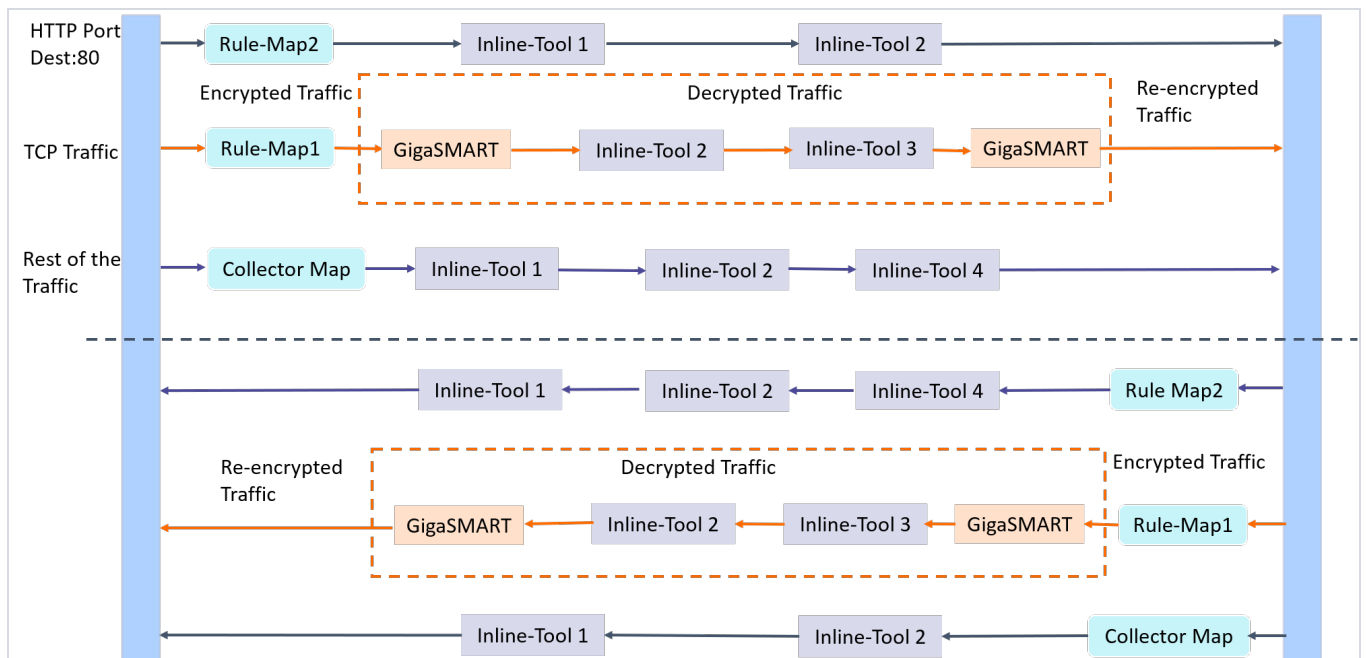 HTTP Port
Dest:80
Rule-Map2
Inline-Tool 1
Inline-Tool 2
Encrypted Traffic
Decrypted Traffic
Re-encrypted
Traffic
TCP Traffic
Rule-Map1
GigaSMART
Inline-Tool 2
Inline-Tool 3
GigaSMART
Rest of the
Traffic
Collector Map
Inline-Tool 1
Inline-Tool 2
Inline-Tool 4
Inline-Tool 1
Inline-Tool 2
Inline-Tool 4
Rule Map2
Re-encrypted
Traffic
Decrypted Traffic
Encrypted Traffic
GigaSMART
Inline-Tool 2
Inline-Tool 3
GigaSMART
Rule-Map1
Inline-Tool 1
Inline-Tool 2
Collector Map